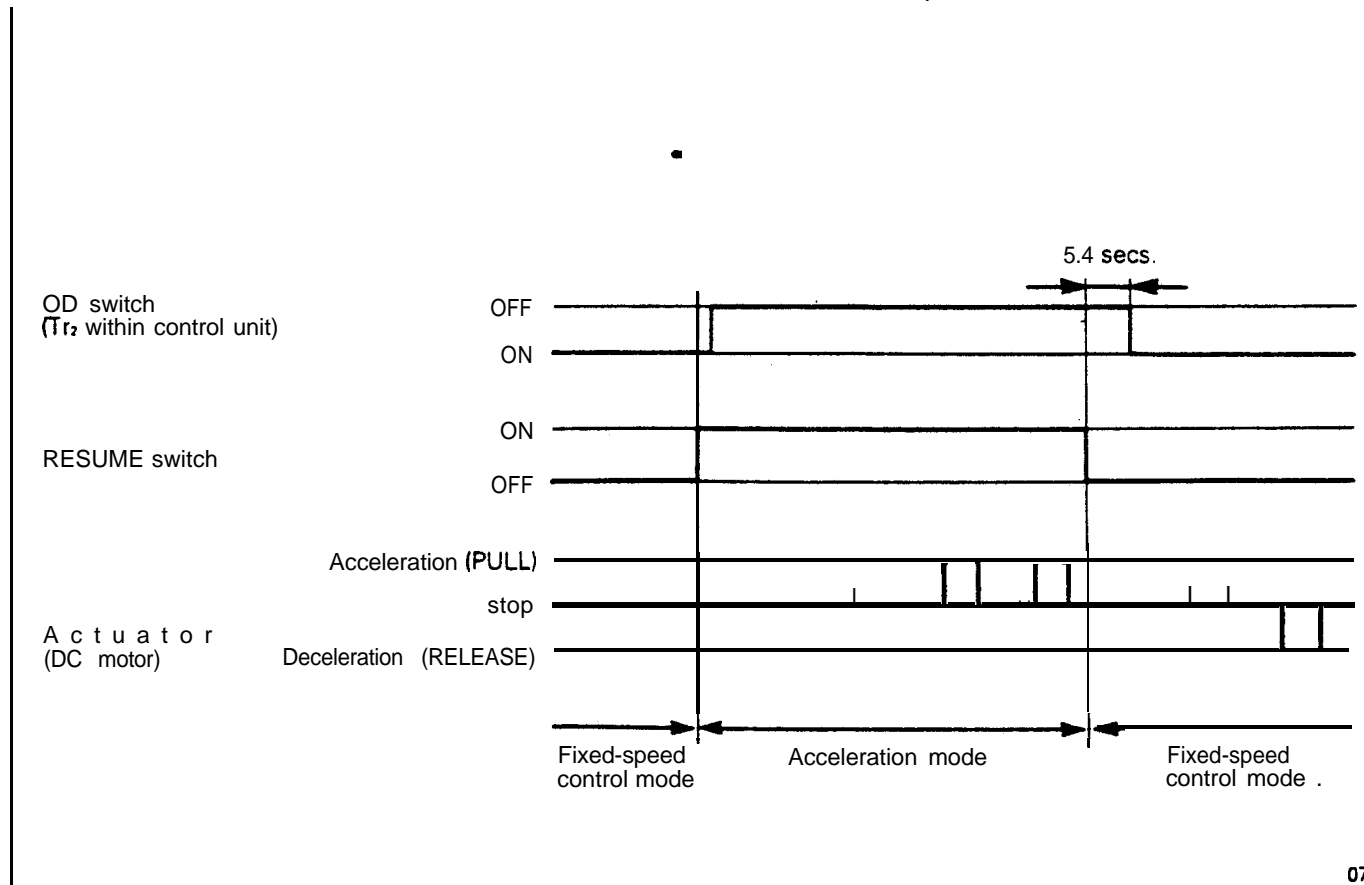 5.4 secs.
OD switch
(Tr₂ within control unit)
OFF
ON
RESUME switch
ON
OFF
Actuator
(DC motor)
Acceleration (PULL)
stop
Deceleration (RELEASE)
Fixed-speed
control mode
Acceleration mode
Fixed-speed
control mode .
07